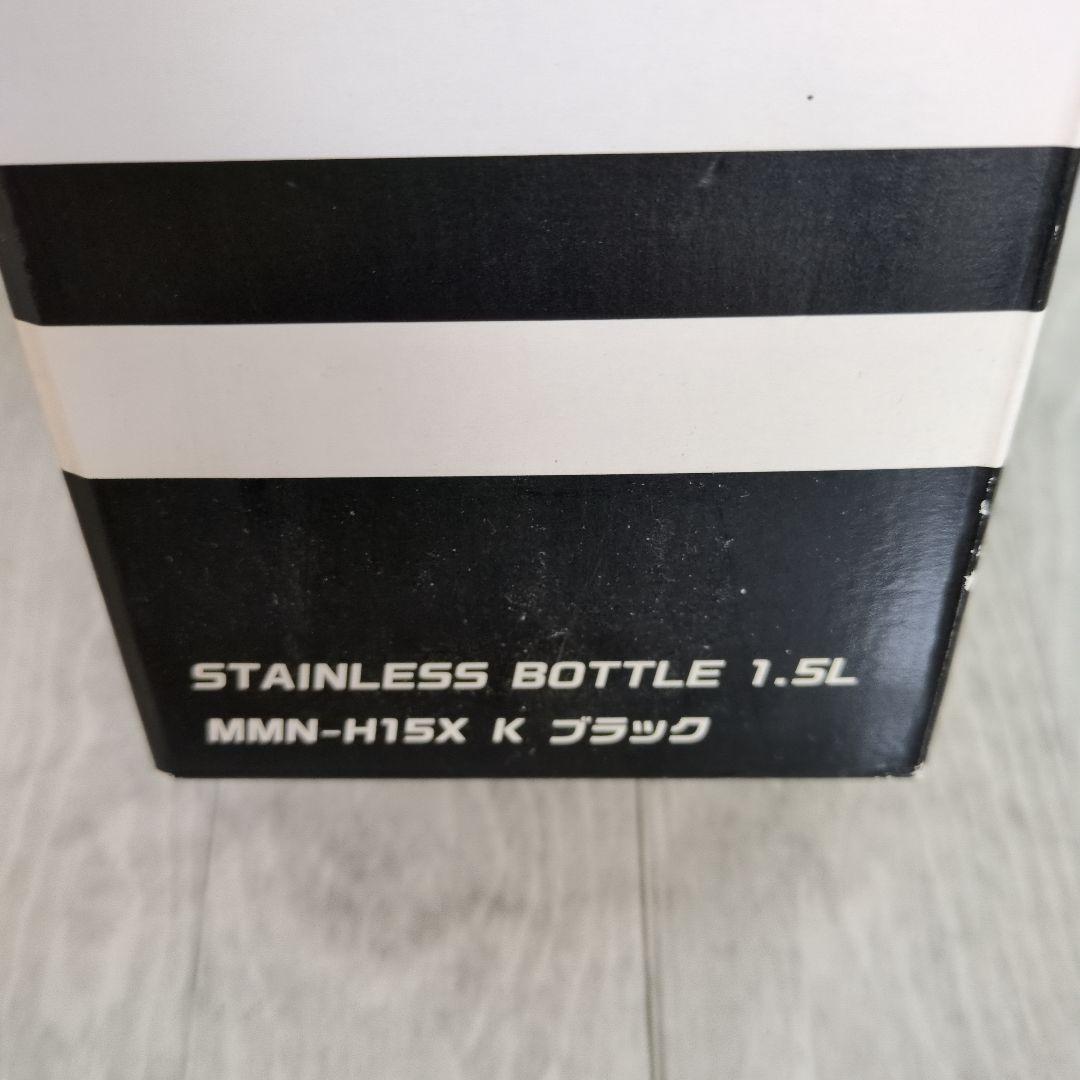 STAINLESS BOTTLE 1.5L
MMN-H15X K ブラック